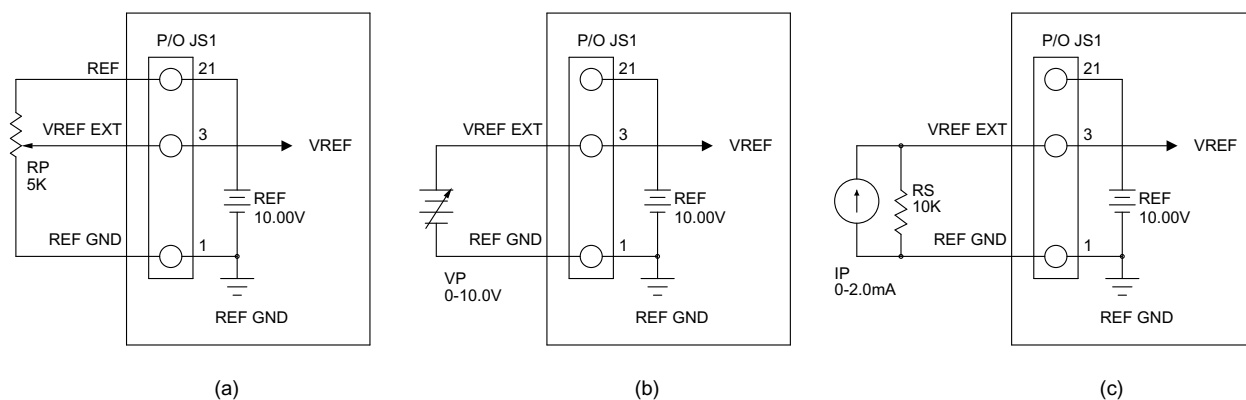 P/O JS1
REF
21
VREF EXT
3
VREF
RP
5K
REF
10.00V
REF GND
1
REF GND
(a)
P/O JS1
21
VREF EXT
3
VREF
REF
10.00V
REF GND
1
VP
0-10.0V
REF GND
(b)
P/O JS1
21
VREF EXT
3
VREF
RS
10K
REF
10.00V
REF GND
1
IP
0-2.0mA
REF GND
(c)